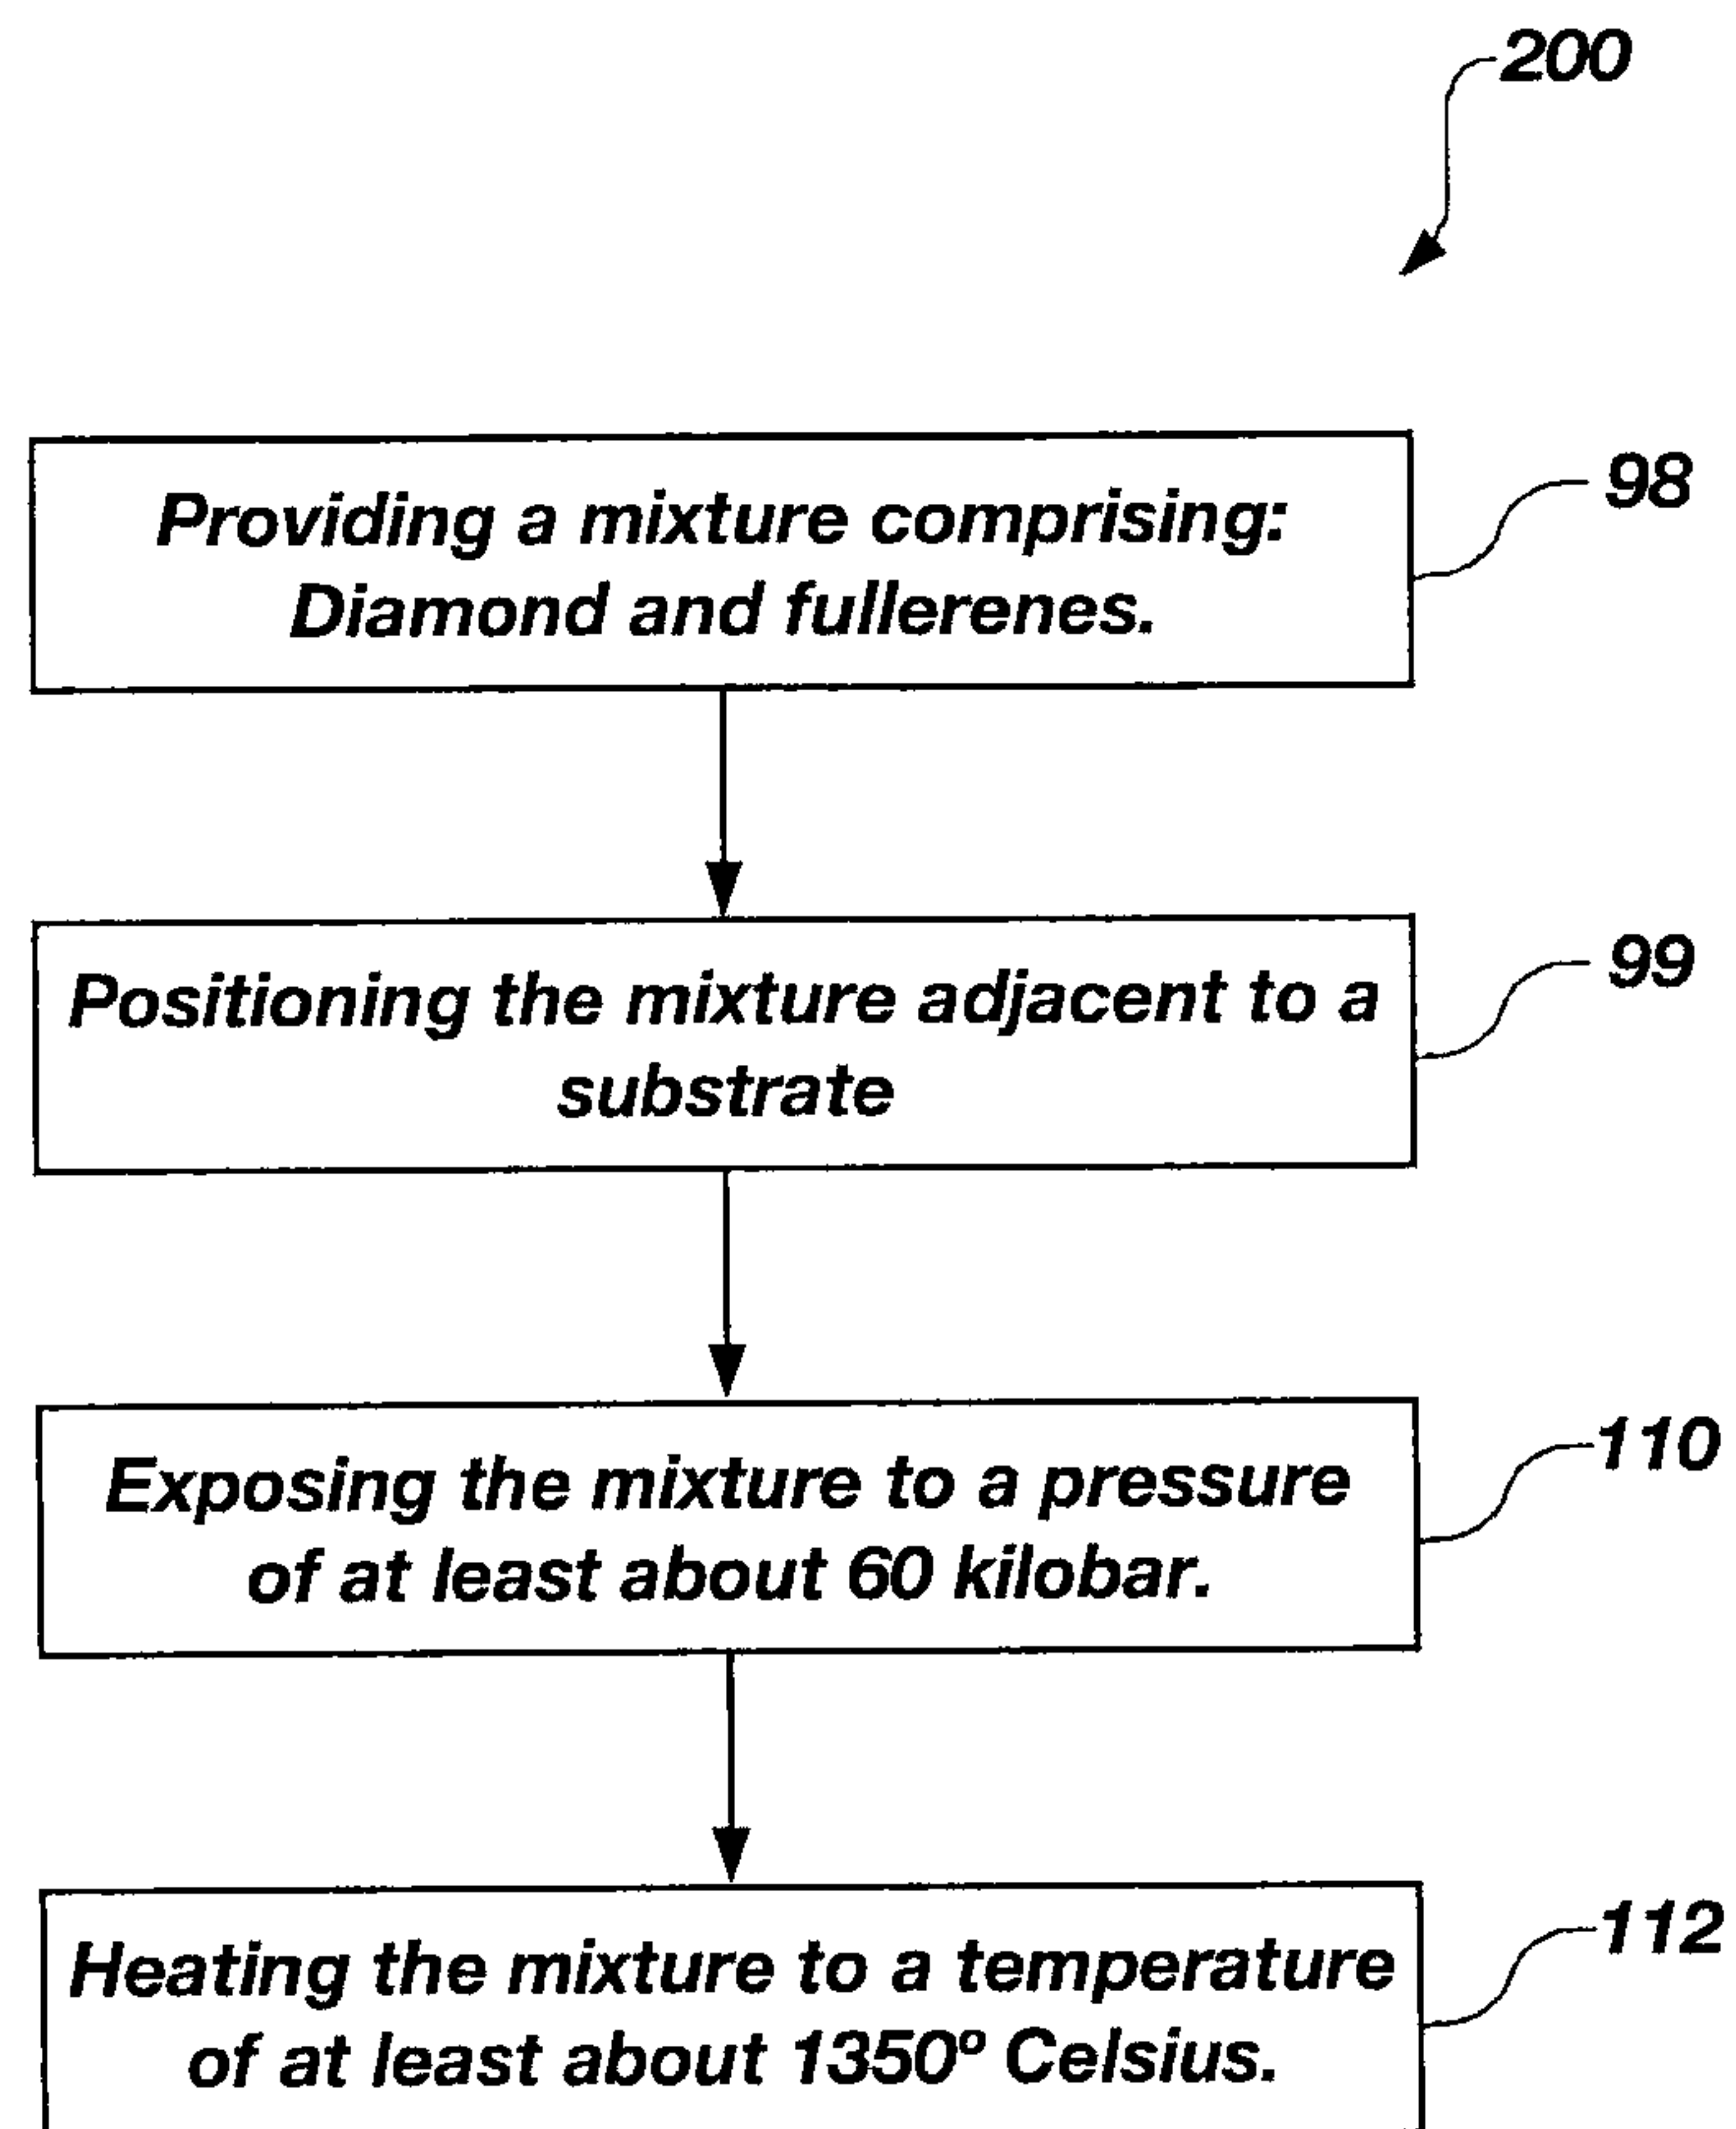 200
Providing a mixture comprising:
Diamond and fullerenes.
98
Positioning the mixture adjacent to a
substrate
99
Exposing the mixture to a pressure
of at least about 60 kilobar.
110
Heating the mixture to a temperature
of at least about 1350º Celsius.
112